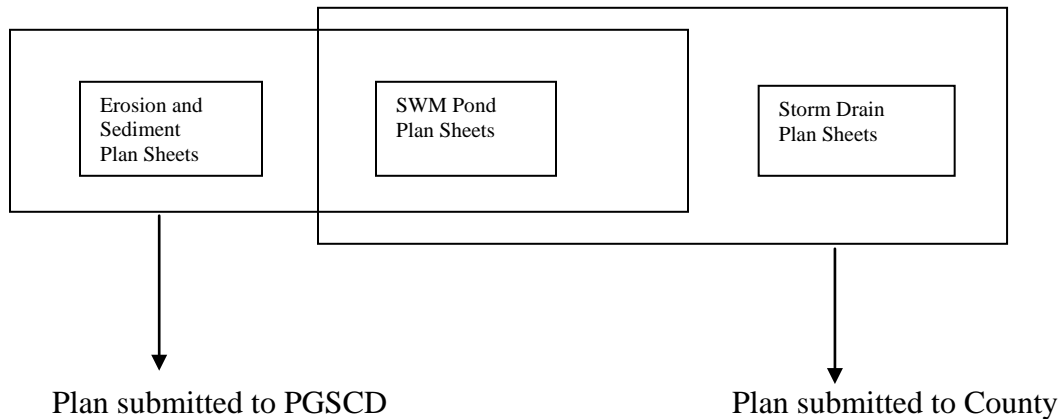 Erosion and
Sediment
Plan Sheets
SWM Pond
Plan Sheets
Storm Drain
Plan Sheets
Plan submitted to PGSCD
Plan submitted to County